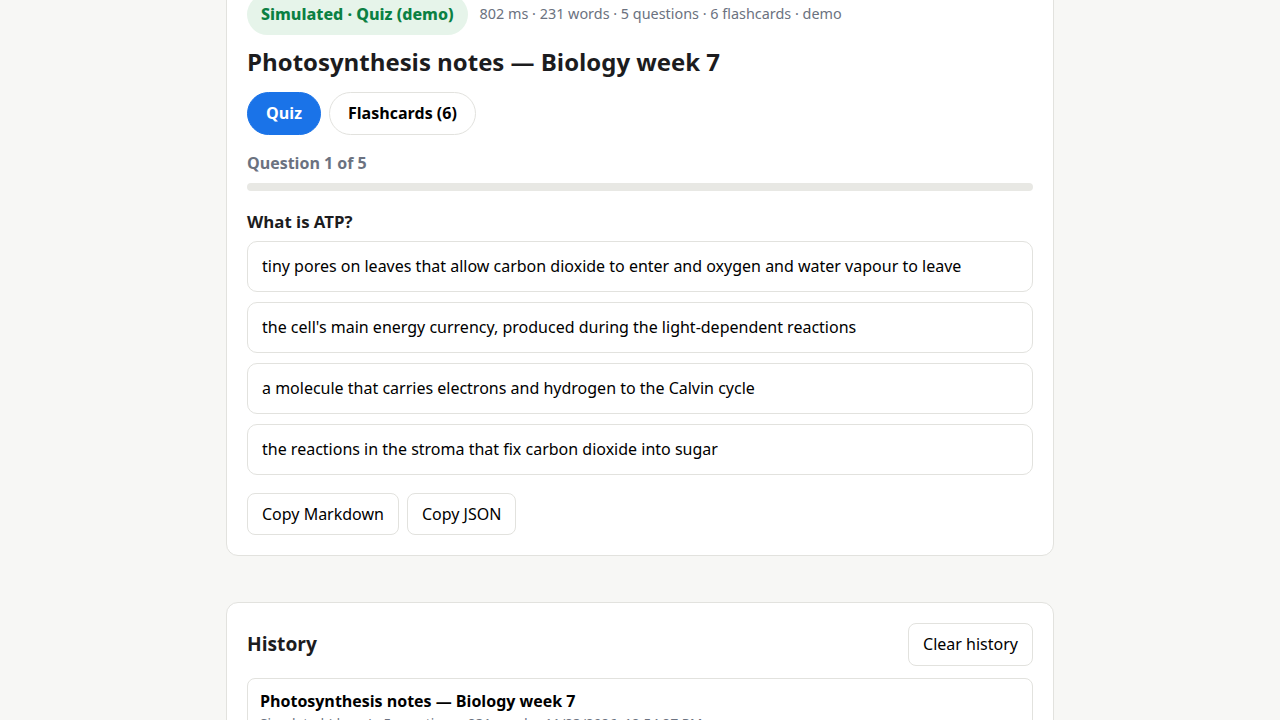 Simulated · Quiz (demo) 802 ms · 231 words · 5 questions · 6 flashcards · demo
Photosynthesis notes — Biology week 7
Quiz Flashcards (6)
Question 1 of 5
What is ATP?
tiny pores on leaves that allow carbon dioxide to enter and oxygen and water vapour to leave
the cell's main energy currency, produced during the light-dependent reactions
a molecule that carries electrons and hydrogen to the Calvin cycle
the reactions in the stroma that fix carbon dioxide into sugar
Copy Markdown Copy JSON
History Clear history
Photosynthesis notes — Biology week 7